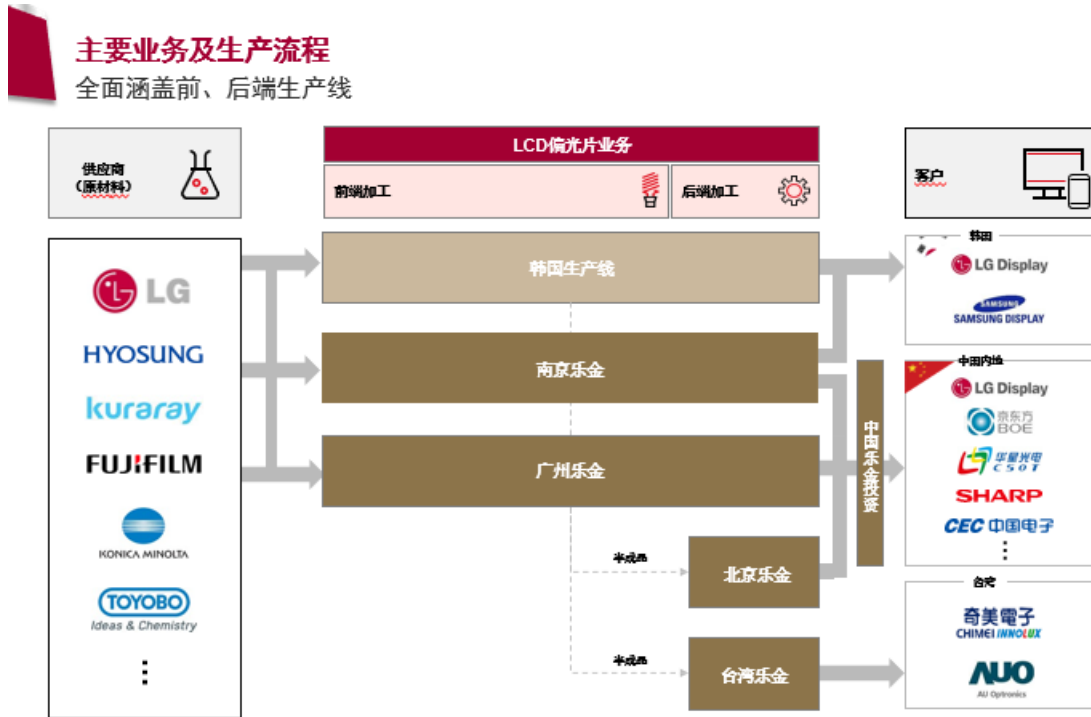 主要业务及生产流程
全面涵盖前、后端生产线
供应商
(原材料)
LCD偏光片业务
前端加工
后端加工
客户
LG
HYOSUNG
kuraray
FUJIFILM
KONICA MINOLTA
TOYOBO
Ideas & Chemistry
韩国生产线
南京乐金
广州乐金
半成品
北京乐金
半成品
台湾乐金
中国乐金投资
韩国
LG Display
SAMSUNG
SAMSUNG DISPLAY
中国内地
LG Display
京东方
BOE
华星光电
CSOT
SHARP
CEC 中国电子
台湾
奇美電子
CHIMEI INNOLUX
AUO
AU Optronics